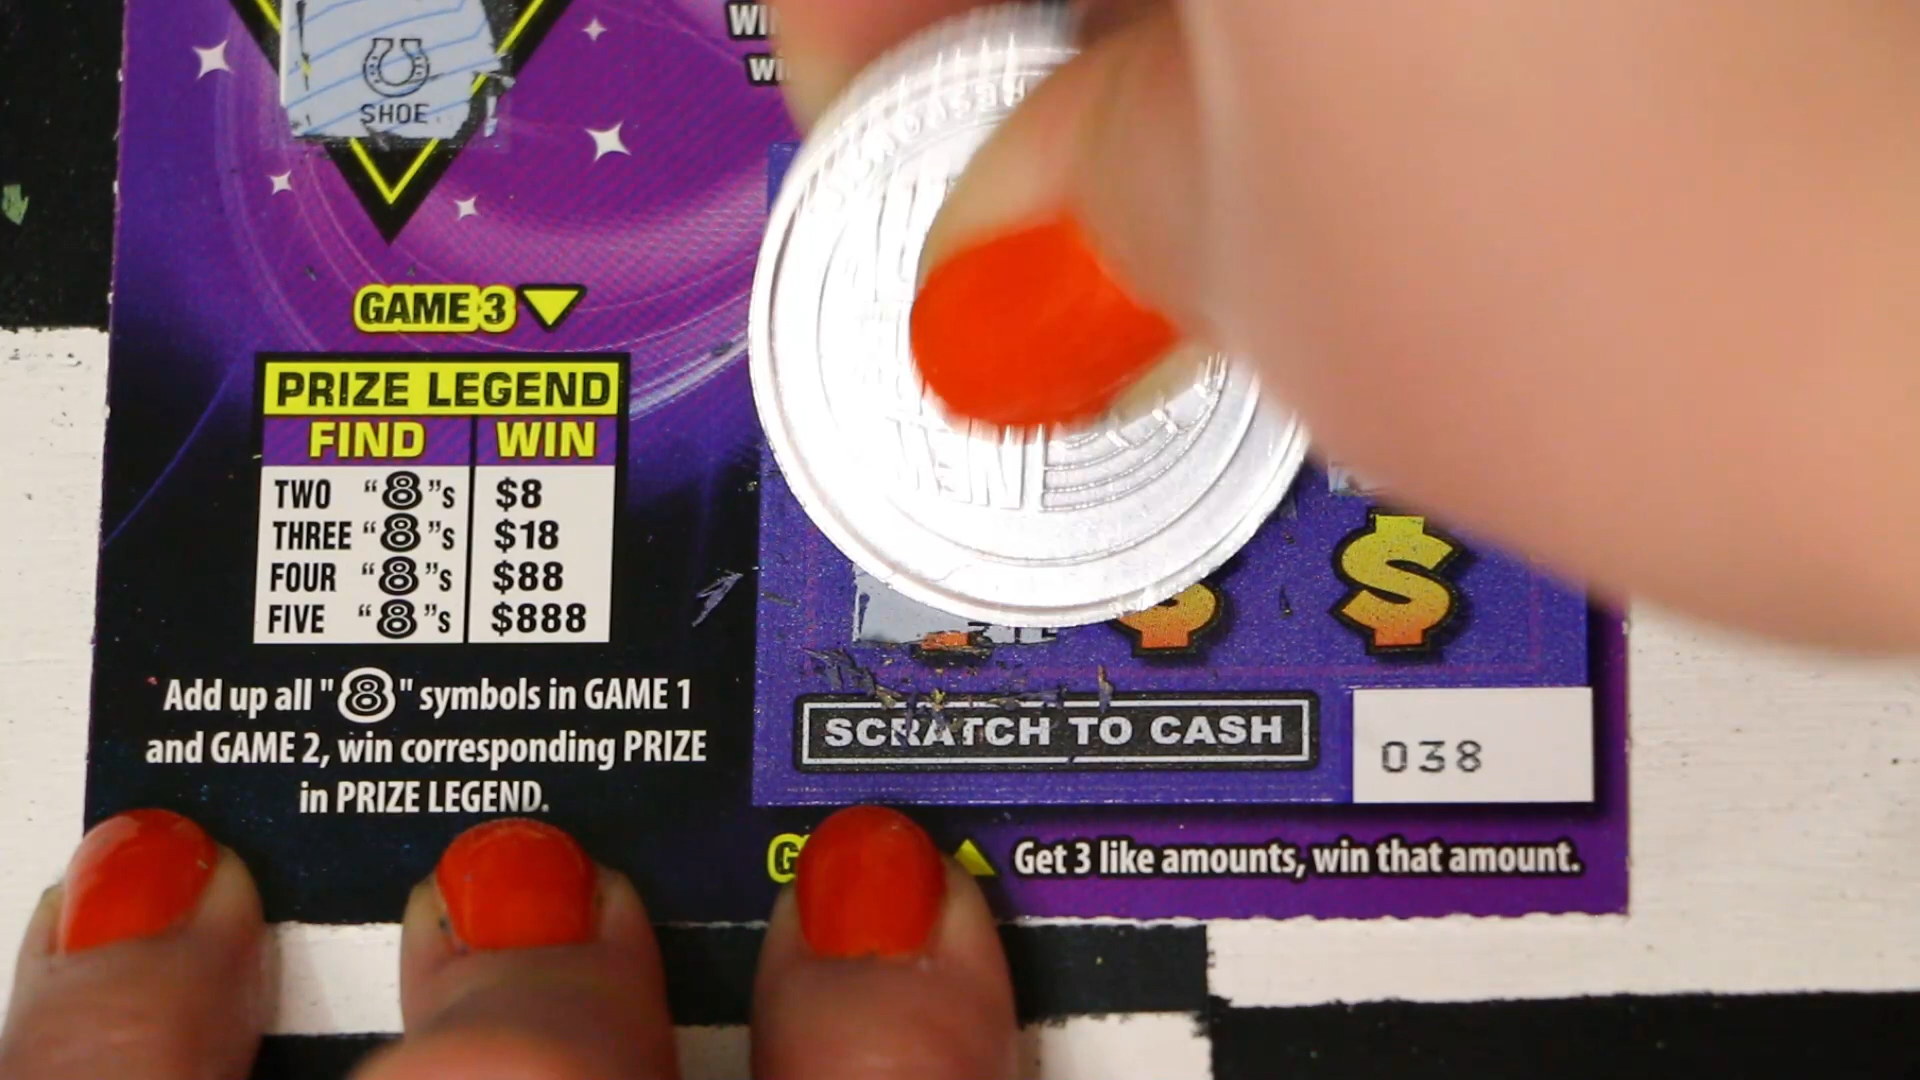 SHOE
GAME 3
PRIZE LEGEND
FIND WIN
TWO "8"s $8
THREE "8"s $18
FOUR "8"s $88
FIVE "8"s $888
Add up all "8" symbols in GAME 1
and GAME 2, win corresponding PRIZE
in PRIZE LEGEND.
$ $
SCRATCH TO CASH
038
Get 3 like amounts, win that amount.